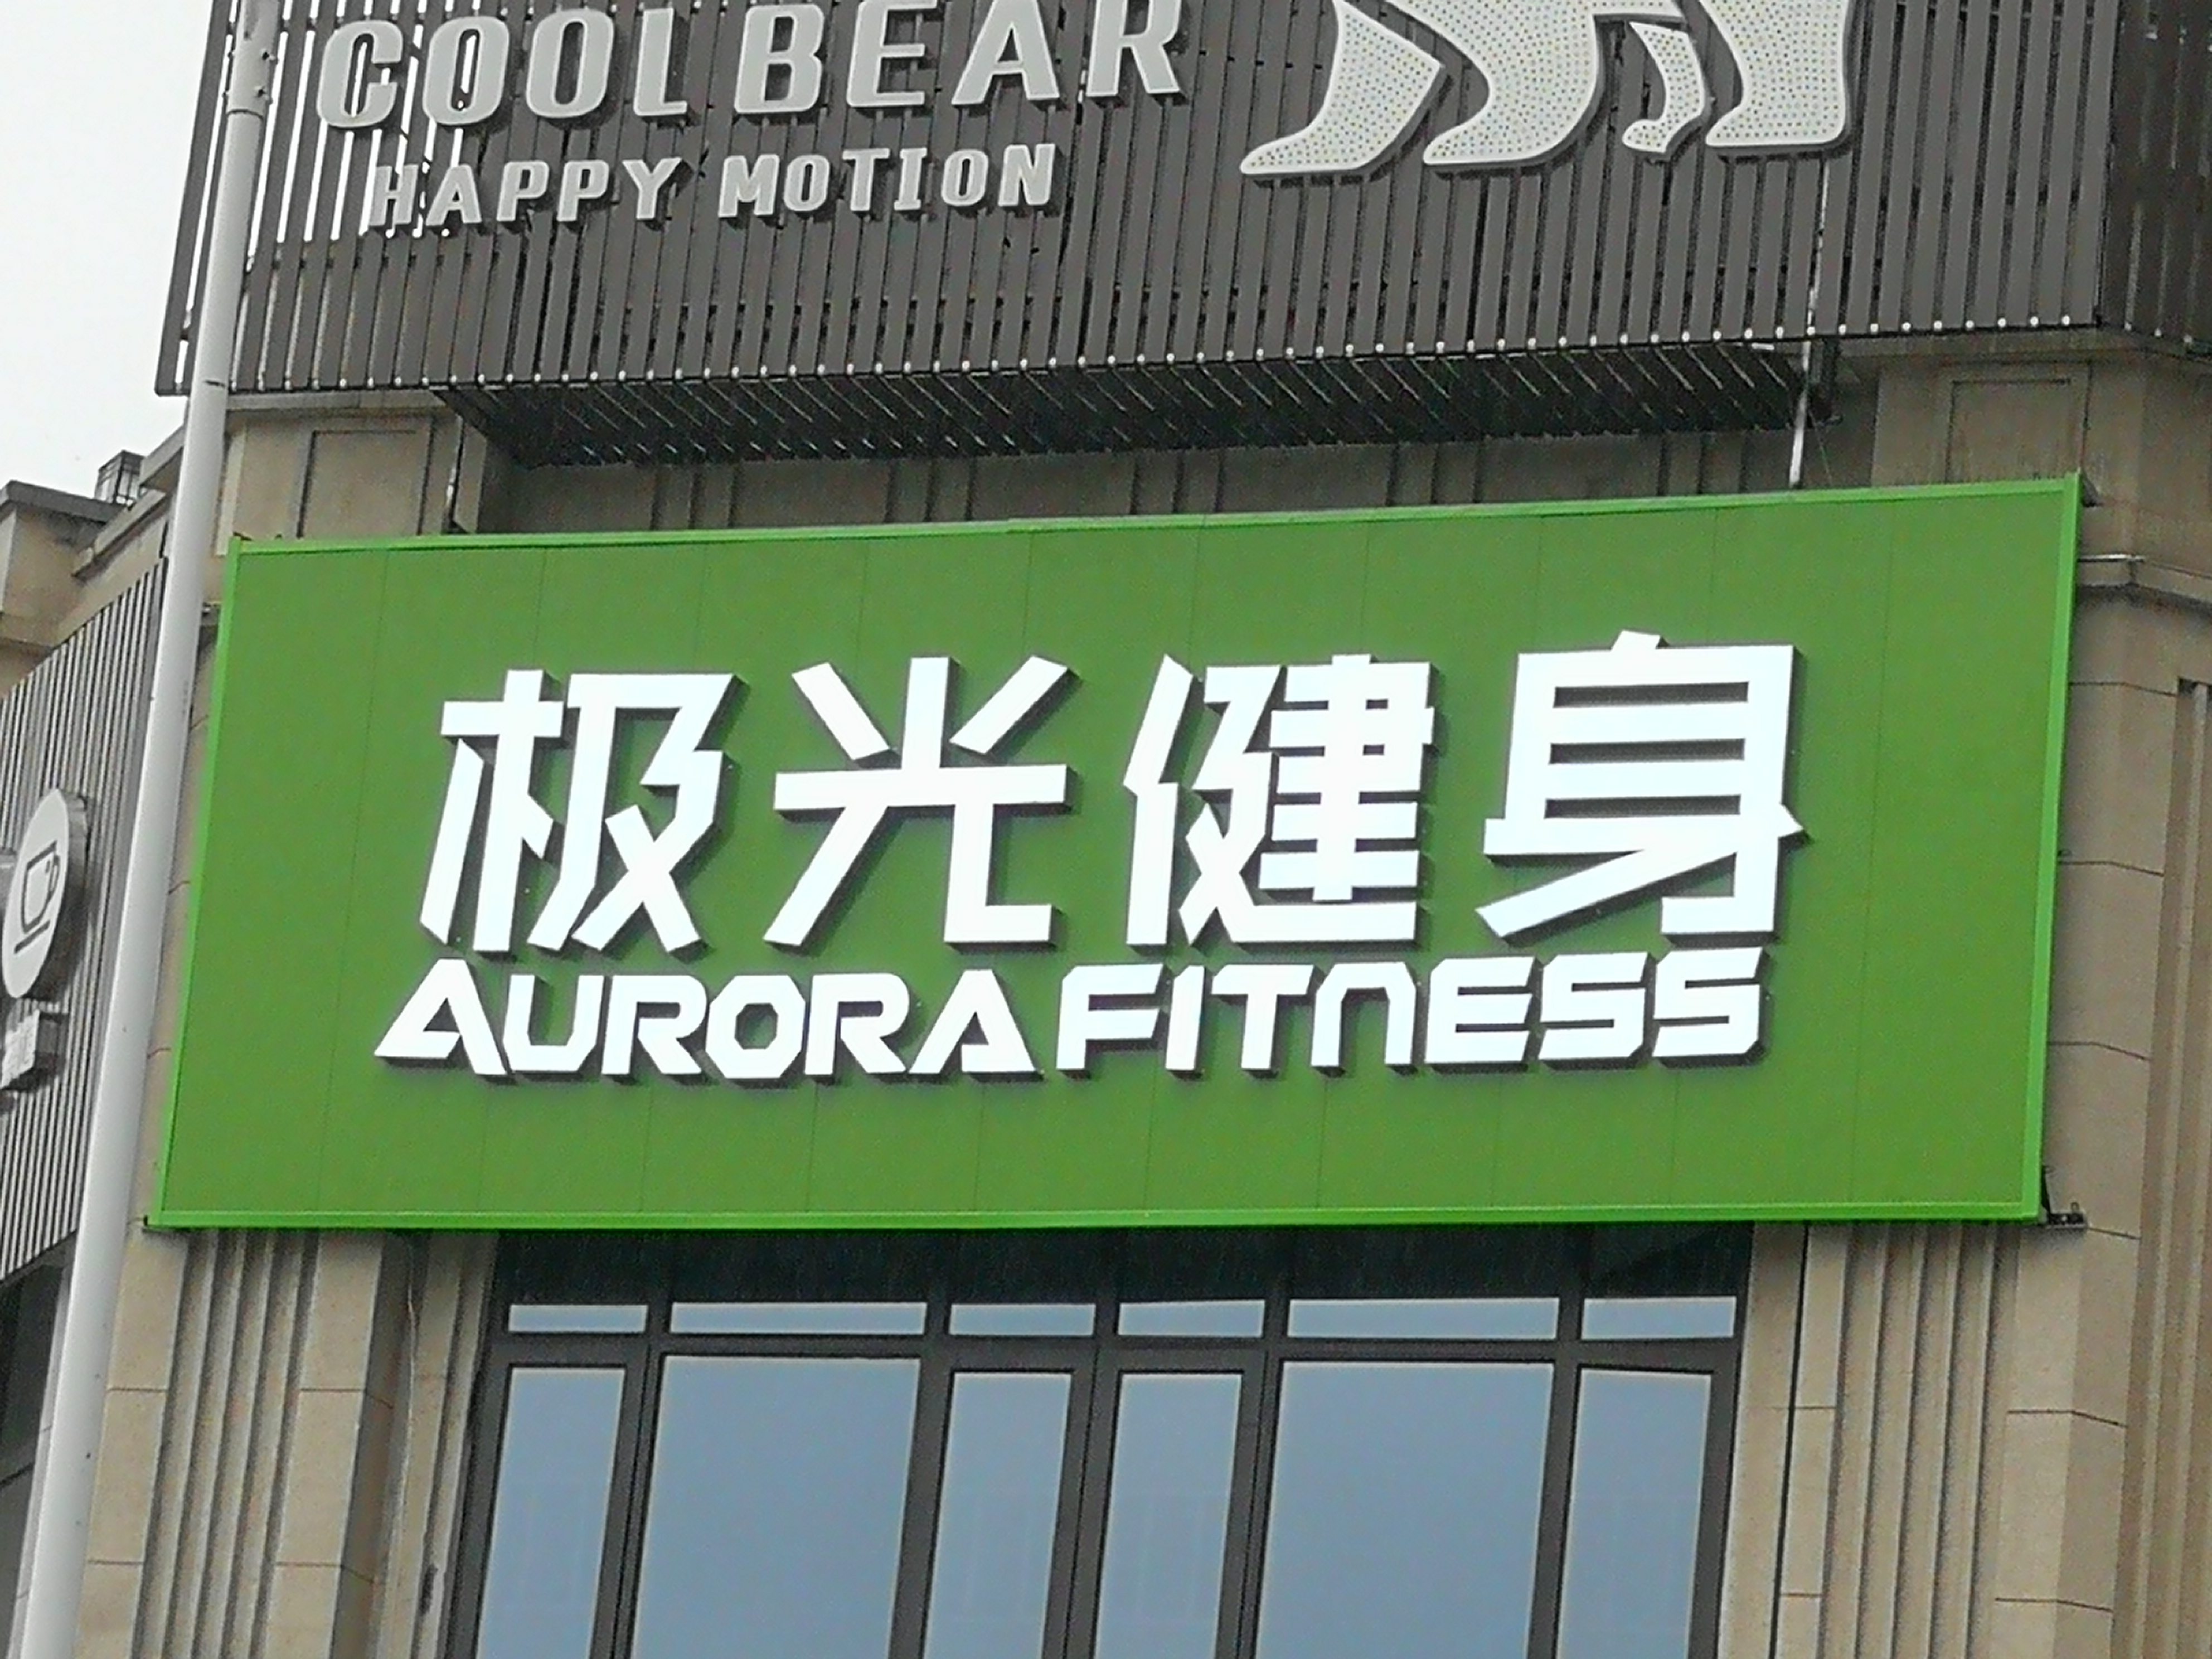 COOL BEAR
HAPPY MOTION
极光健身
AURORA FITNESS